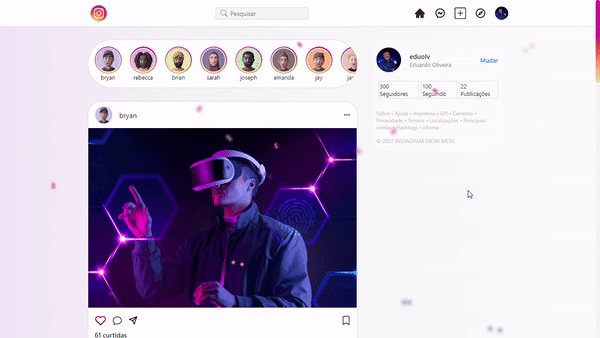 Pesquisar
bryan
rebecca
brian
sarah
joseph
amanda
jay
eduolv
Eduardo Oliveira
Mudar
300
Seguidores
100
Seguindo
22
Publicações
Sobre • Ajuda • Imprensa • API • Carreiras •
Privacidade • Termos • Localizações • Principais
contas • Hashtags • Idioma
© 2022 INSTAGRAM FROM META
bryan
61 curtidas